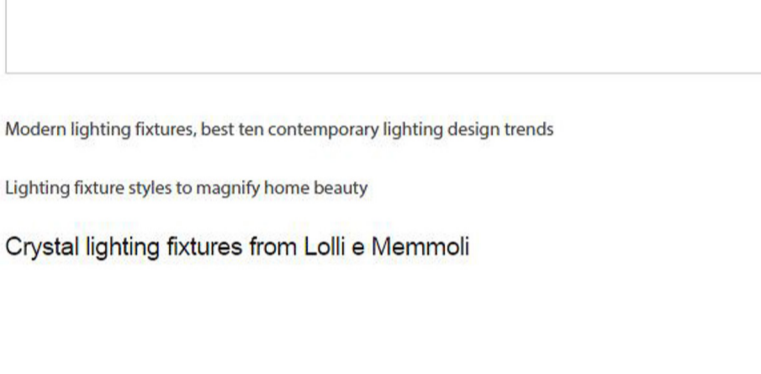 Modern lighting fixtures, best ten contemporary lighting design trends
Lighting fixture styles to magnify home beauty
Crystal lighting fixtures from Lolli e Memmoli